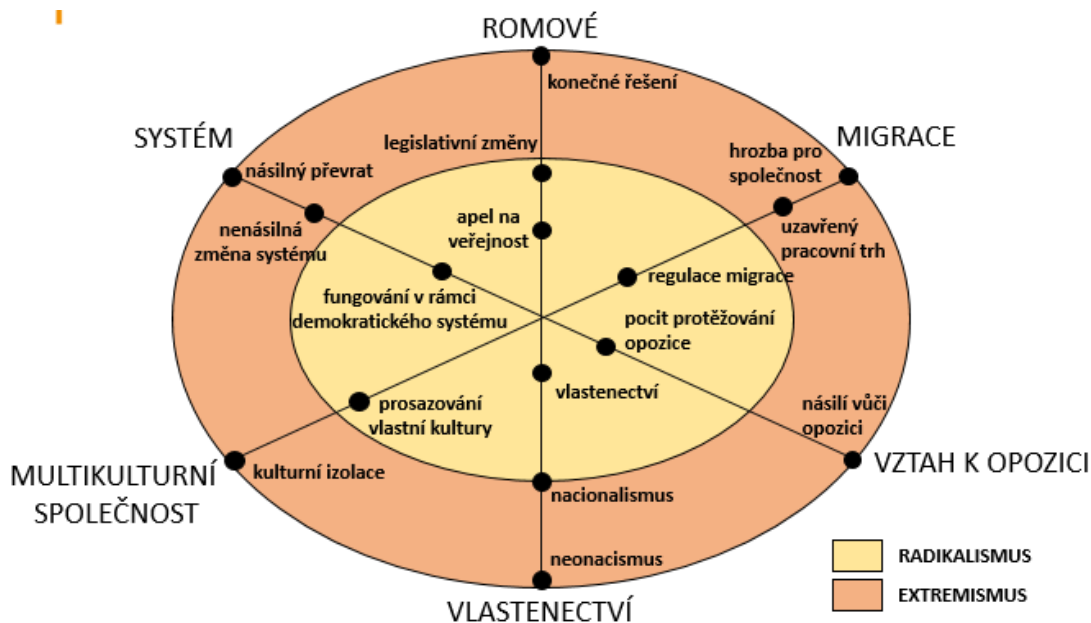 ROMOVÉ
konečné řešení
SYSTÉM
MIGRACE
legislativní změny
hrozba pro
společnost
násilný převrat
apel na
veřejnost
uzavřený
pracovní trh
nenásilná
změna systému
regulace migrace
fungování v rámci
demokratického systému
pocit protěžování
opozice
vlastenectví
prosazování
vlastní kultury
násilí vůči
opozici
kulturní izolace
MULTIKULTURNÍ
SPOLEČNOST
VZTAH K OPOZICI
nacionalismus
neonacismus
VLASTENECTVÍ
RADIKALISMUS
EXTREMISMUS